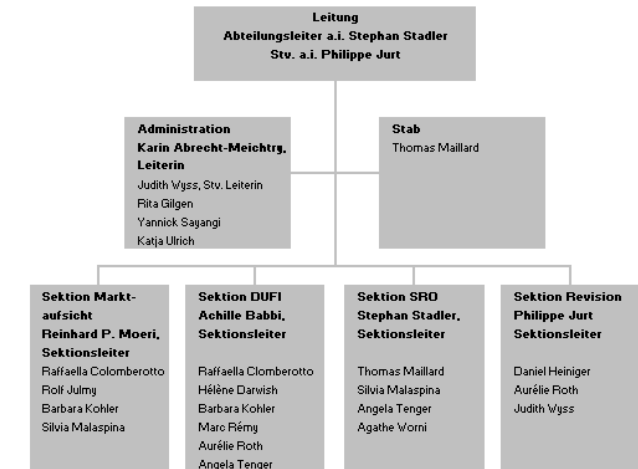 Leitung
Abteilungsleiter a.i. Stephan Stadler
Stv. a.i. Philippe Jurt
Administration
Karin Abrecht-Meichtry,
Leiterin
Judith Wyss, Stv. Leiterin
Rita Gilgen
Yannick Sayangi
Katja Ulrich
Stab
Thomas Maillard
Sektion Markt-
aufsicht
Reinhard P. Moeri,
Sektionsleiter
Raffaella Colomberotto
Rolf Julmy
Barbara Kohler
Silvia Malaspina
Sektion DUFI
Achille Babbi,
Sektionsleiter
Raffaella Clomberotto
Hélène Darwish
Barbara Kohler
Marc Rémy
Aurélie Roth
Angela Tenger
Sektion SRO
Stephan Stadler,
Sektionsleiter
Thomas Maillard
Silvia Malaspina
Angela Tenger
Agathe Worni
Sektion Revision
Philippe Jurt
Sektionsleiter
Daniel Heiniger
Aurélie Roth
Judith Wyss